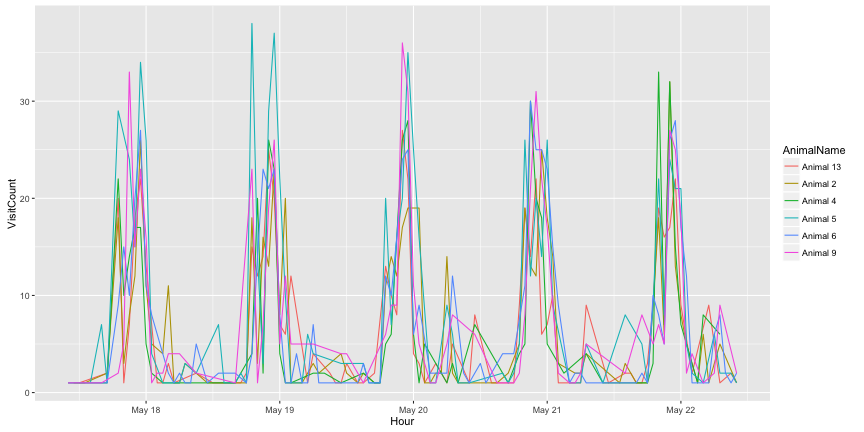 VisitCount
30
20
10
0
May 18
May 19
May 20
May 21
May 22
Hour
AnimalName
Animal 13
Animal 2
Animal 4
Animal 5
Animal 6
Animal 9